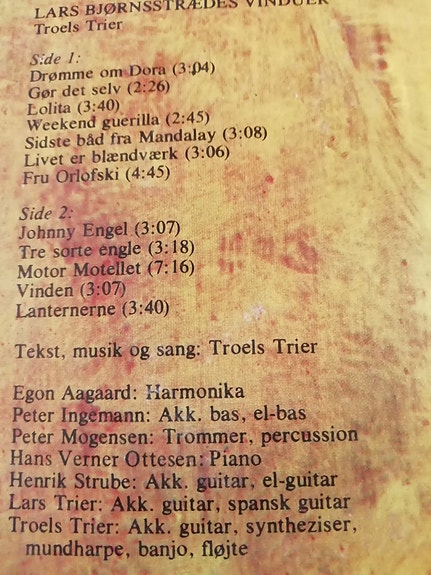 LARS BJØRNSSTRÆDES VINDUER
Troels Trier
Side 1:
Drømme om Dora (3:04)
Gør det selv (2:26)
Lolita (3:40)
Weekend guerilla (2:45)
Sidste båd fra Mandalay (3:08)
Livet er blændværk (3:06)
Fru Orlofski (4:45)
Side 2:
Johnny Engel (3:07)
Tre sorte engle (3:18)
Motor Motellet (7:16)
Vinden (3:07)
Lanternerne (3:40)
Tekst, musik og sang: Troels Trier
Egon Aagaard: Harmonika
Peter Ingemann: Akk. bas, el-bas
Peter Mogensen: Trommer, percussion
Hans Verner Ottesen: Piano
Henrik Strube: Akk. guitar, el-guitar
Lars Trier: Akk. guitar, spansk guitar
Troels Trier: Akk. guitar, syntheziser,
mundharpe, banjo, fløjte